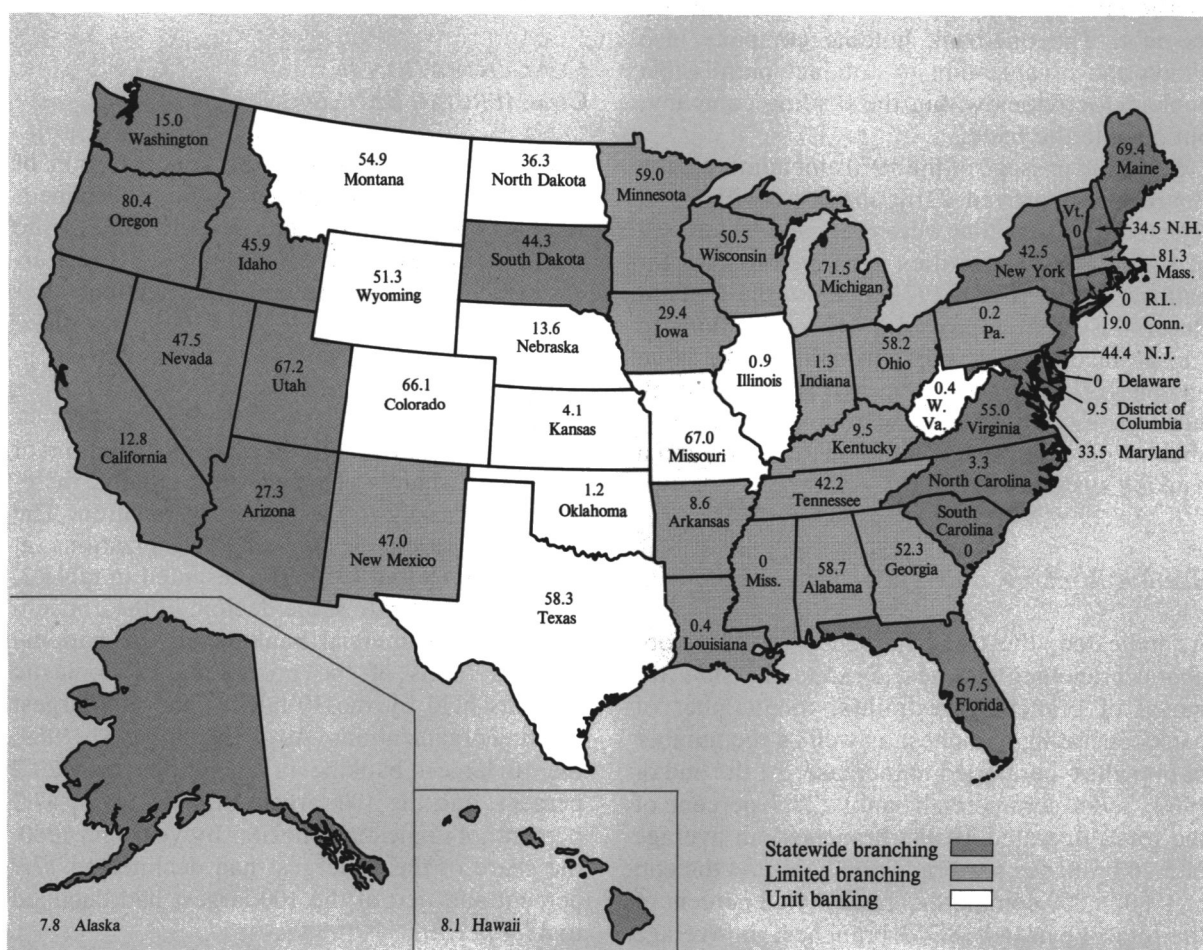 15.0
Washington
54.9
Montana
36.3
North Dakota
59.0
Minnesota
69.4
Maine
80.4
Oregon
45.9
Idaho
44.3
South Dakota
50.5
Wisconsin
71.5
Michigan
Vt.
0
34.5 N.H.
42.5
New York
81.3
Mass.
0 R.I.
19.0 Conn.
51.3
Wyoming
29.4
Iowa
0.2
Pa.
44.4 N.J.
47.5
Nevada
67.2
Utah
13.6
Nebraska
0.9
Illinois
1.3
Indiana
58.2
Ohio
0 Delaware
9.5 District of
Columbia
33.5 Maryland
66.1
Colorado
4.1
Kansas
67.0
Missouri
9.5
Kentucky
0.4
W.
Va.
55.0
Virginia
12.8
California
27.3
Arizona
47.0
New Mexico
1.2
Oklahoma
8.6
Arkansas
42.2
Tennessee
3.3
North Carolina
South
Carolina
0
58.3
Texas
0.4
Louisiana
0
Miss.
58.7
Alabama
52.3
Georgia
67.5
Florida
7.8 Alaska
8.1 Hawaii
Statewide branching
Limited branching
Unit banking